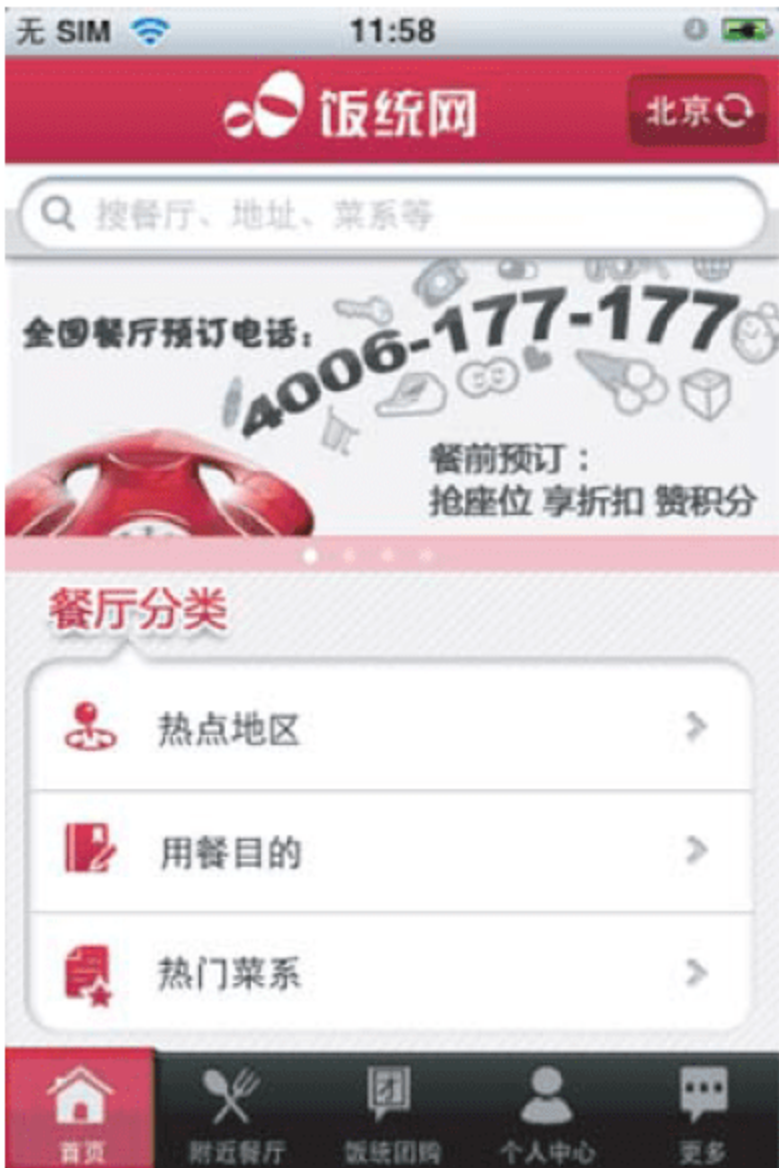 无 SIM 11:58
饭统网 北京
搜餐厅、地址、菜系等
全国餐厅预订电话：
4006-177-177
餐前预订：
抢座位 享折扣 赞积分
餐厅分类
热点地区
用餐目的
热门菜系
首页 附近餐厅 饭统团购 个人中心 更多